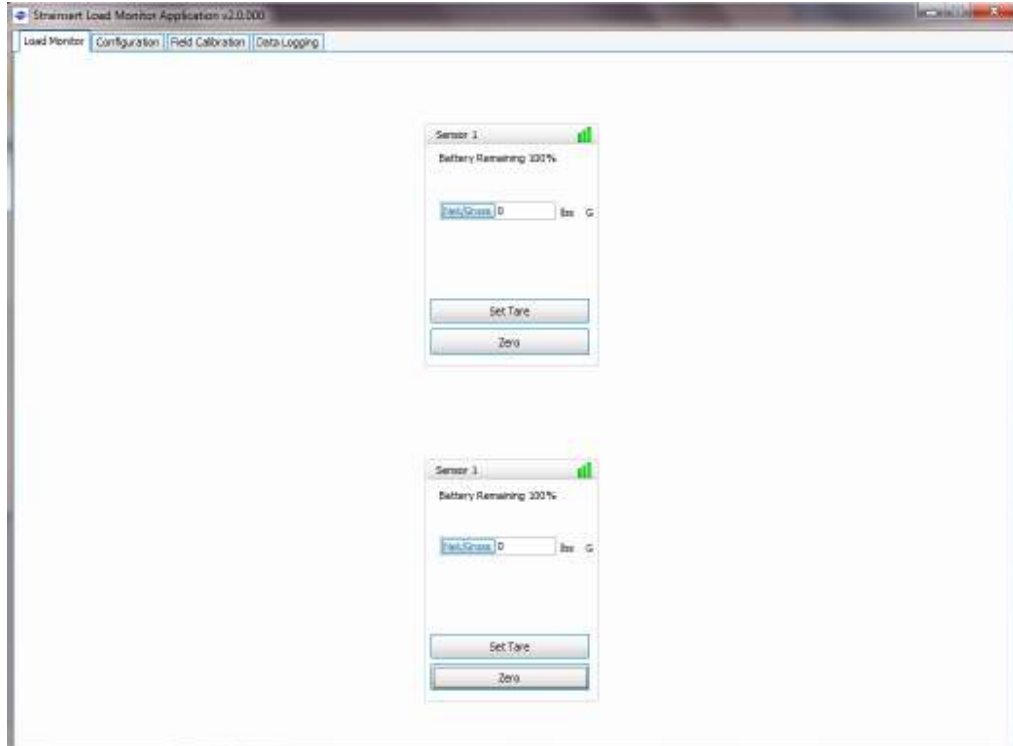 Strainsert Load Monitor Application v2.0.000
Load Monitor Configuration Field Calibration Data Logging
Sensor 1
Battery Remaining 100%
Net/Gross 0 lbs G
Set Tare
Zero
Sensor 1
Battery Remaining 100%
Net/Gross 0 lbs G
Set Tare
Zero